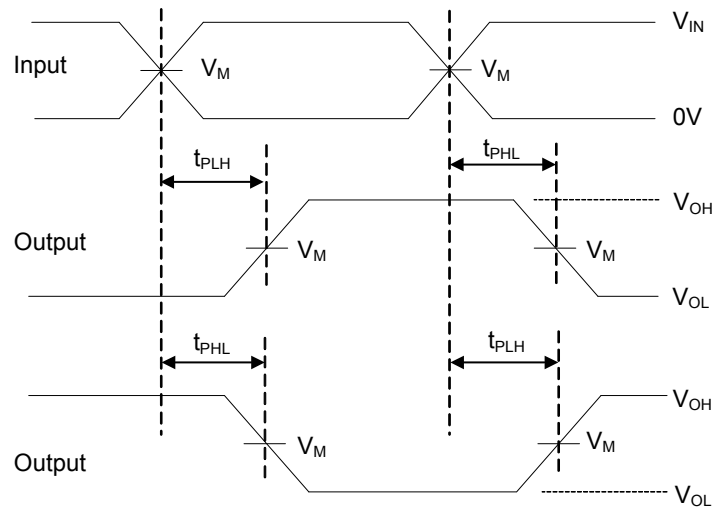 V_IN
Input
V_M V_M
0V
t_PLH t_PHL
V_OH
Output
V_M V_M
V_OL
t_PHL t_PLH
V_OH
Output
V_M V_M
V_OL